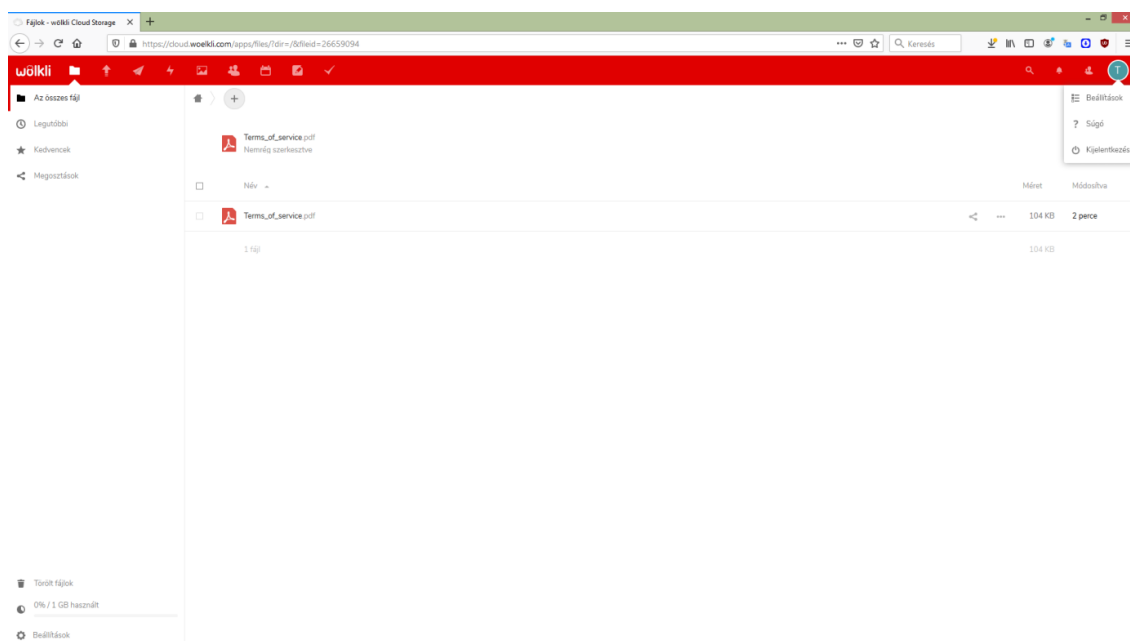 Fájlok - wölkli Cloud Storage
https://cloud.woelkli.com/apps/files/?dir=/&fileid=26659094
Keresés
wölkli
T
Az összes fájl
Legutóbbi
Kedvencek
Megosztások
Beállítások
Súgó
Kijelentkezés
Terms_of_service.pdf
Nemrég szerkesztve
Név
Méret
Módosítva
Terms_of_service.pdf
104 KB
2 perce
1 fájl
104 KB
Törölt fájlok
0% / 1 GB használt
Beállítások